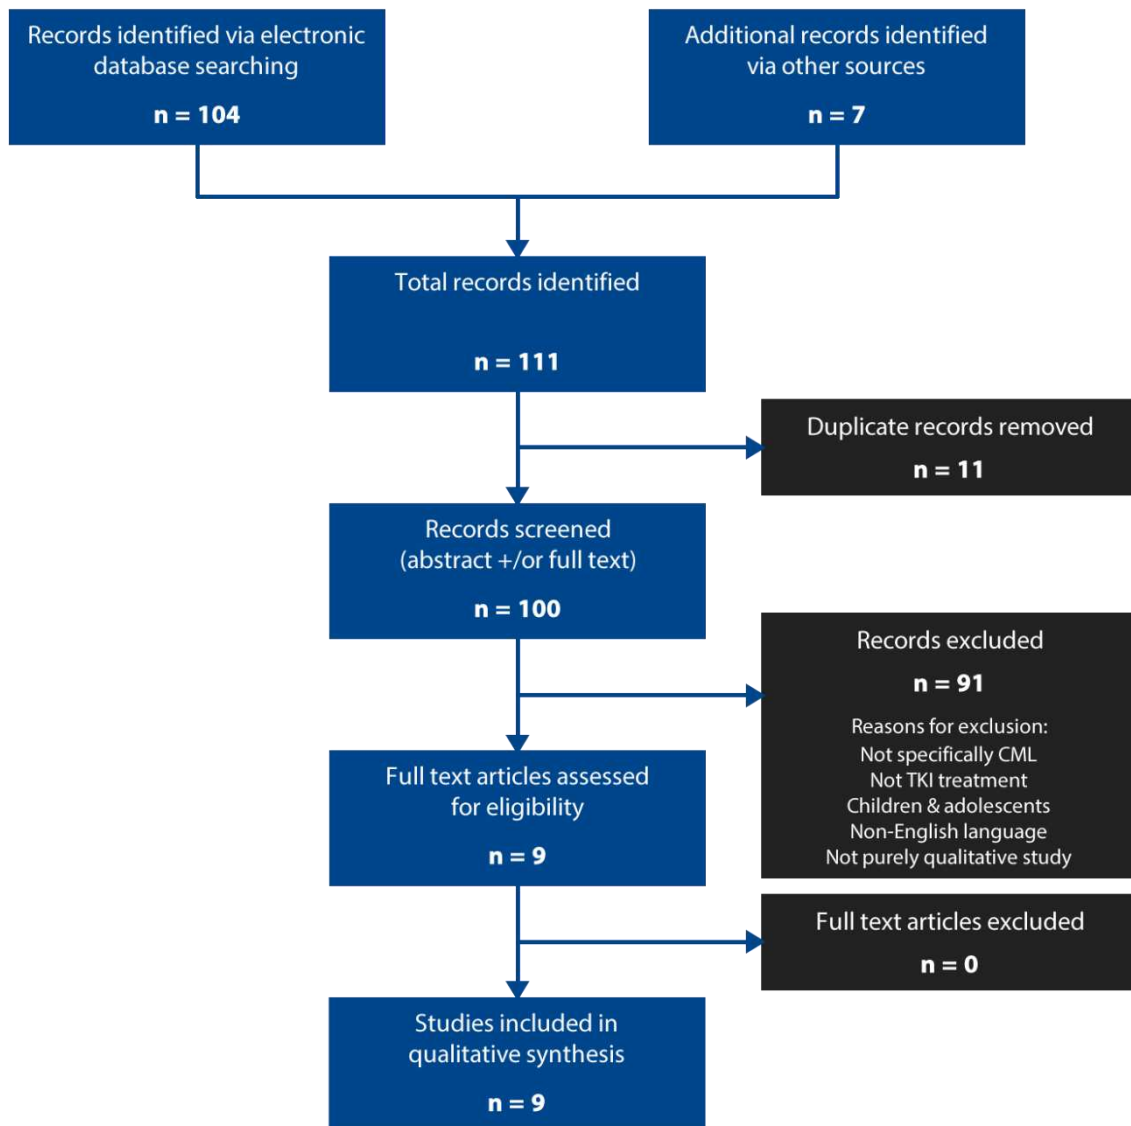 Records identified via electronic
database searching
n = 104
Additional records identified
via other sources
n = 7
Total records identified
n = 111
Duplicate records removed
n = 11
Records screened
(abstract +/or full text)
n = 100
Records excluded
n = 91
Reasons for exclusion:
Not specifically CML
Not TKI treatment
Children & adolescents
Non-English language
Not purely qualitative study
Full text articles assessed
for eligibility
n = 9
Full text articles excluded
n = 0
Studies included in
qualitative synthesis
n = 9